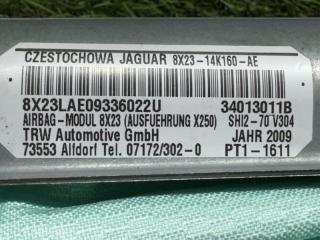 CZESTOCHOWA JAGUAR 8X23-14K160-AE
8X23LAE09336022U 34013011B
AIRBAG-MODUL 8X23 (AUSFUEHRUNG X250) SHI2-70 V304
TRW Automotive GmbH JAHR 2009
73553 Alfdorf Tel. 07172/302-0 PT1-1611